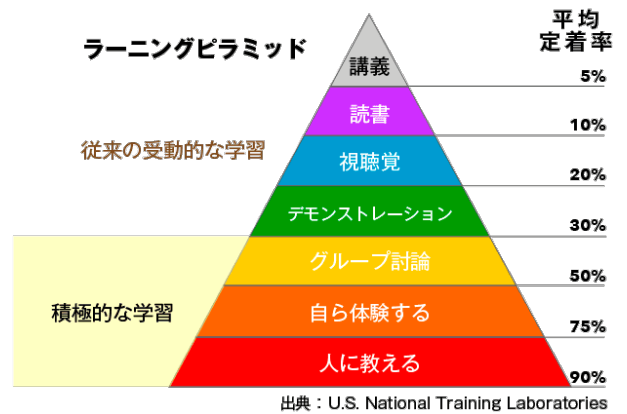 ラーニングピラミッド
平均
定着率
講義
5%
読書
10%
従来の受動的な学習
視聴覚
20%
デモンストレーション
30%
グループ討論
50%
積極的な学習
自ら体験する
75%
人に教える
90%
出典：U.S. National Training Laboratories